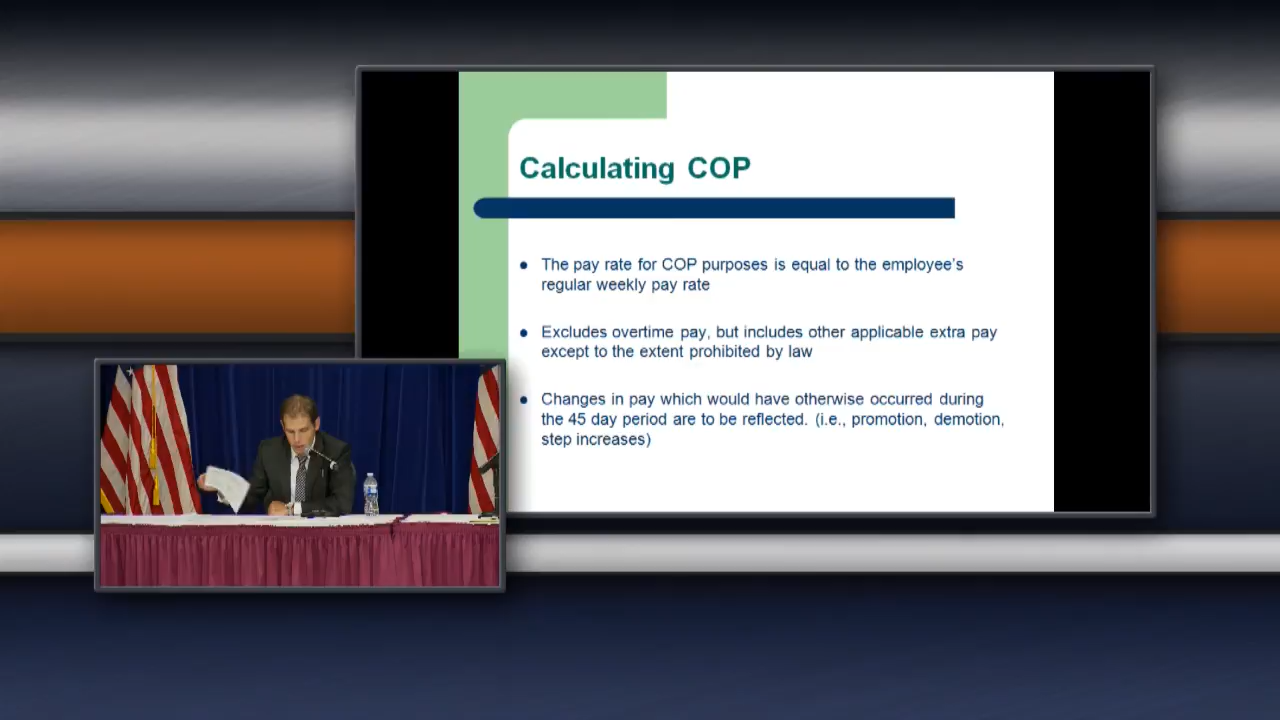 Calculating COP
● The pay rate for COP purposes is equal to the employee's
regular weekly pay rate
● Excludes overtime pay, but includes other applicable extra pay
except to the extent prohibited by law
● Changes in pay which would have otherwise occurred during
the 45 day period are to be reflected. (i.e., promotion, demotion,
step increases)